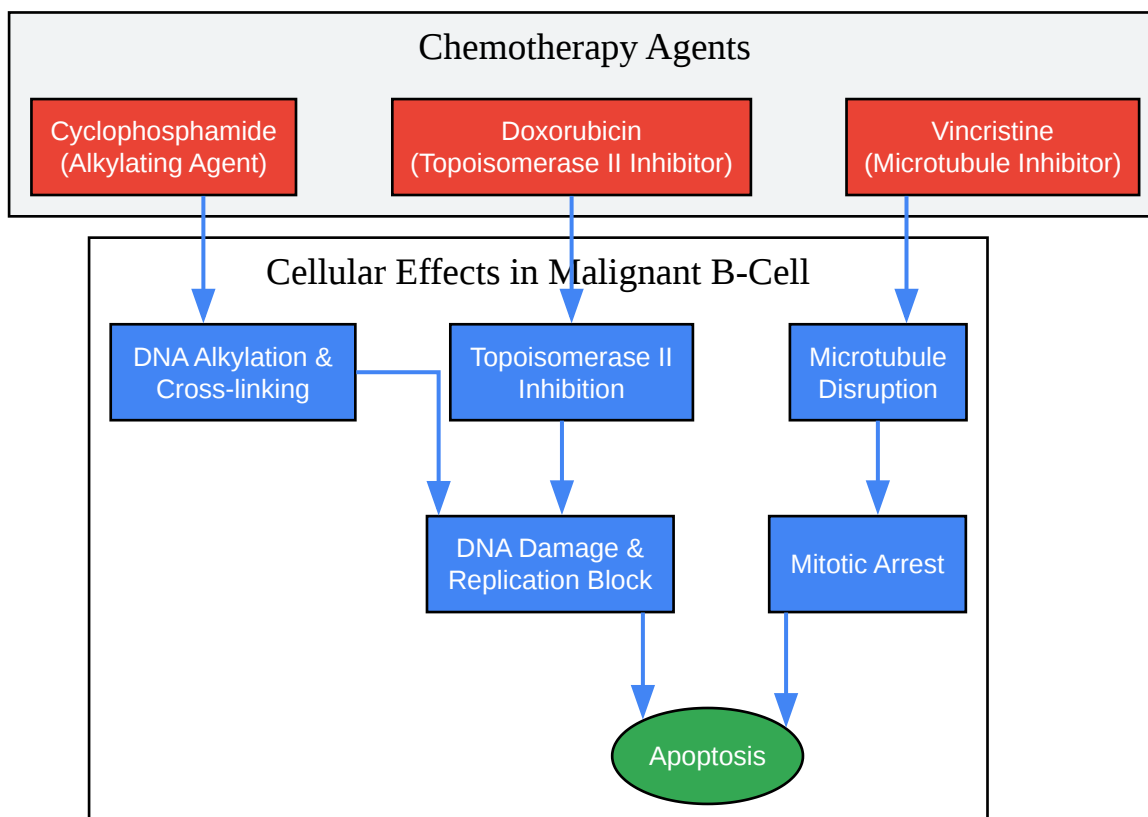 Chemotherapy Agents
Cyclophosphamide
(Alkylating Agent)
Doxorubicin
(Topoisomerase II Inhibitor)
Vincristine
(Microtubule Inhibitor)
Cellular Effects in Malignant B-Cell
DNA Alkylation &
Cross-linking
Topoisomerase II
Inhibition
Microtubule
Disruption
DNA Damage &
Replication Block
Mitotic Arrest
Apoptosis